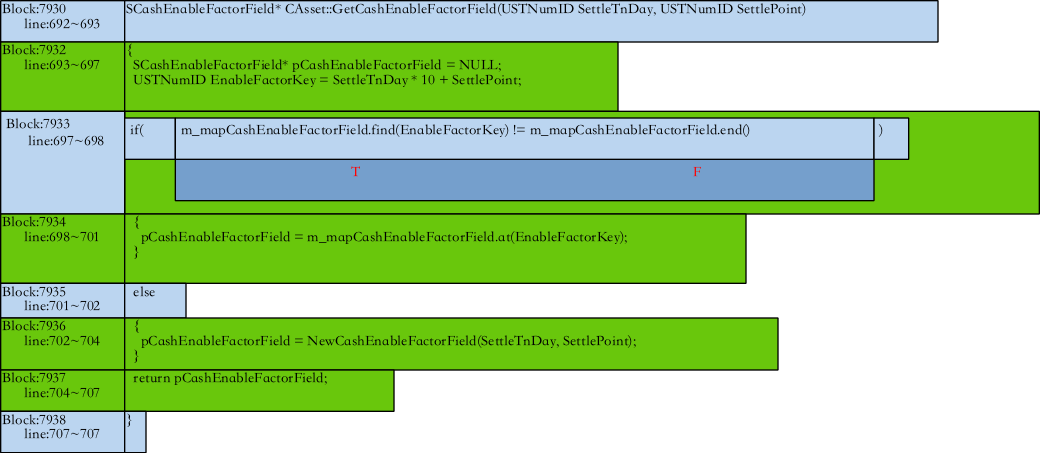 Block:7930 SCashEnableFactorField* CAsset::GetCashEnableFactorField(USTNumID SettleTnDay, USTNumID SettlePoint)
line:692~693
Block:7932 {
line:693~697 SCashEnableFactorField* pCashEnableFactorField = NULL;
USTNumID EnableFactorKey = SettleTnDay * 10 + SettlePoint;
Block:7933 if( m_mapCashEnableFactorField.find(EnableFactorKey) != m_mapCashEnableFactorField.end() )
line:697~698
T F
Block:7934 {
line:698~701 pCashEnableFactorField = m_mapCashEnableFactorField.at(EnableFactorKey);
}
Block:7935 else
line:701~702
Block:7936 {
line:702~704 pCashEnableFactorField = NewCashEnableFactorField(SettleTnDay, SettlePoint);
}
Block:7937 return pCashEnableFactorField;
line:704~707
Block:7938 }
line:707~707